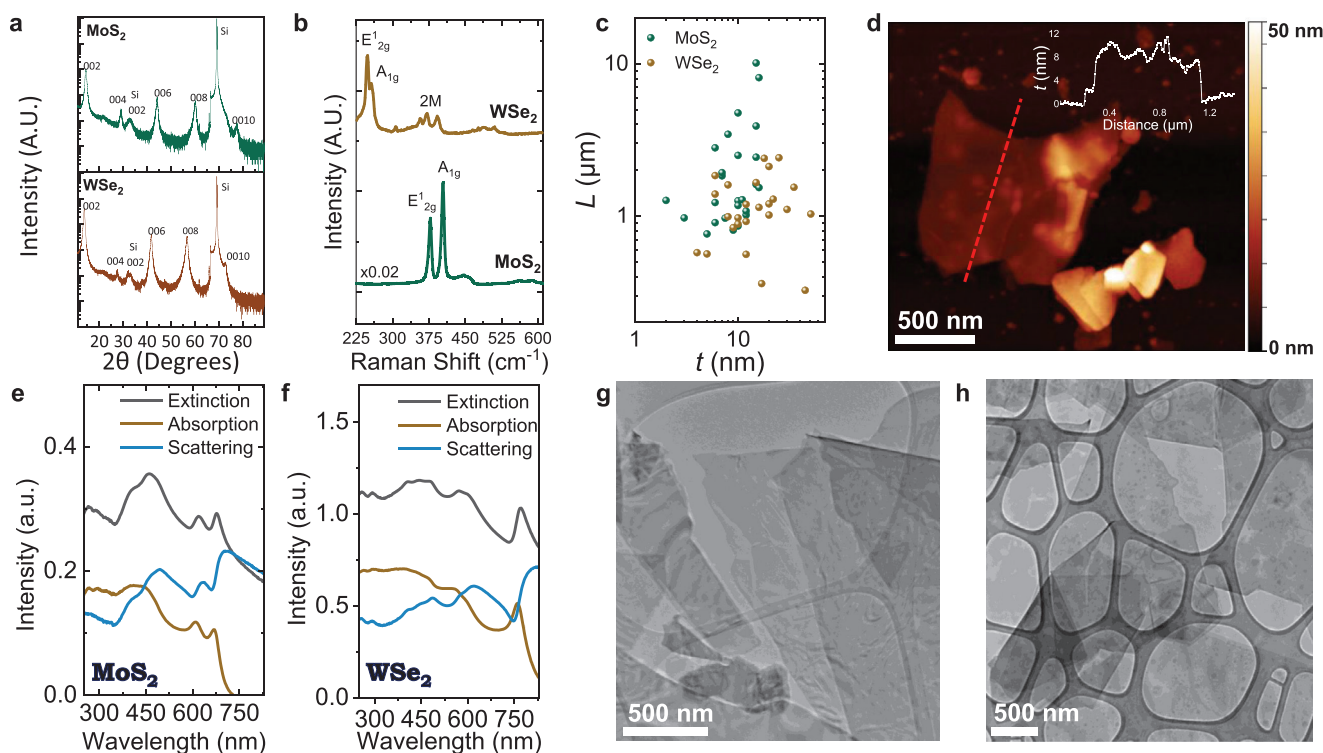 a
MoS2
Si
002
004
Si
002
006
008
0010
WSe2
Si
002
004
Si
002
006
008
0010
Intensity (A.U.)
10 20 30 40 50 60 70 80
2θ (Degrees)
b
E12g
A1g
2M
WSe2
A1g
E12g
x0.02
MoS2
Intensity (A.U.)
225 300 375 450 525 600
Raman Shift (cm-1)
c
MoS2
WSe2
10
1
L (µm)
1 10
t (nm)
d
50 nm
0 nm
12
8
4
0
t (nm)
0.4 0.8 1.2
Distance (µm)
500 nm
e
Extinction
Absorption
Scattering
0.4
0.2
0.0
Intensity (a.u.)
MoS2
300 450 600 750
Wavelength (nm)
f
Extinction
Absorption
Scattering
1.5
1.0
0.5
0.0
Intensity (a.u.)
WSe2
300 450 600 750
Wavelength (nm)
g
500 nm
h
500 nm